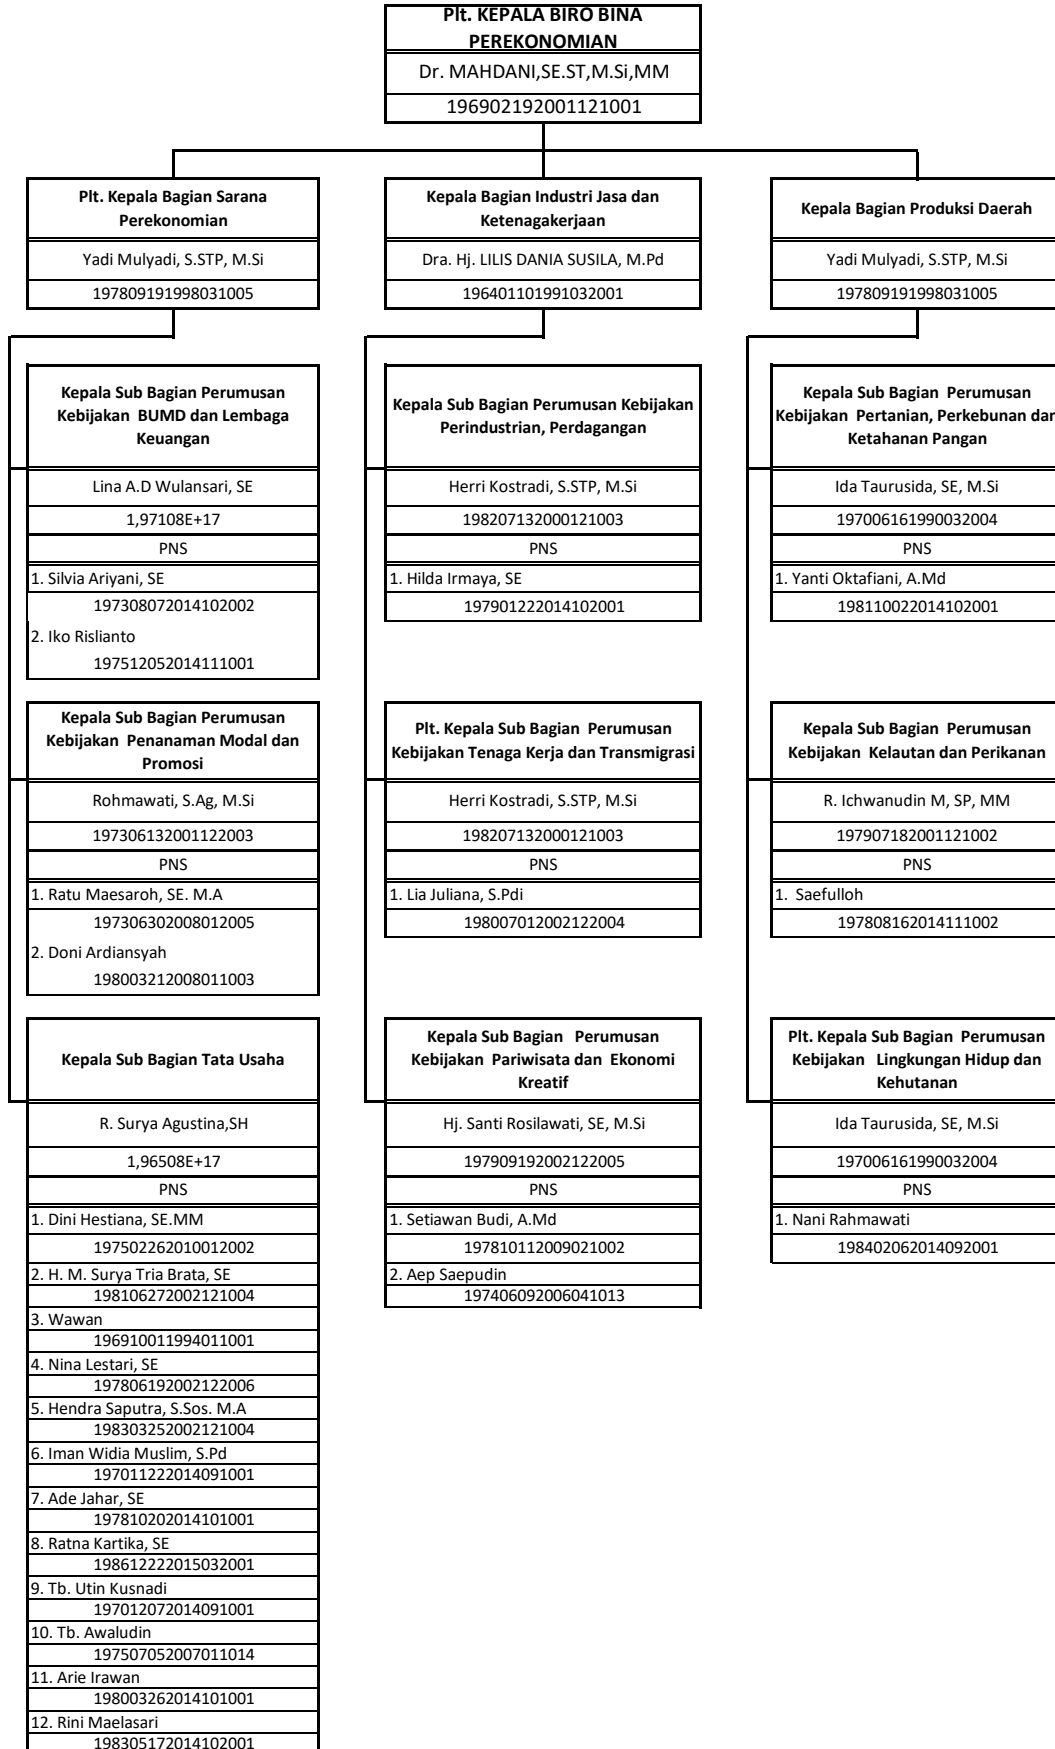 Plt. KEPALA BIRO BINA
PEREKONOMIAN
Dr. MAHDANI,SE.ST,M.Si,MM
196902192001121001
Plt. Kepala Bagian Sarana
Perekonomian
Yadi Mulyadi, S.STP, M.Si
197809191998031005
Kepala Bagian Industri Jasa dan
Ketenagakerjaan
Dra. Hj. LILIS DANIA SUSILA, M.Pd
196401101991032001
Kepala Bagian Produksi Daerah
Yadi Mulyadi, S.STP, M.Si
197809191998031005
Kepala Sub Bagian Perumusan
Kebijakan BUMD dan Lembaga
Keuangan
Lina A.D Wulansari, SE
1,97108E+17
PNS
1. Silvia Ariyani, SE
197308072014102002
2. Iko Rislianto
197512052014111001
Kepala Sub Bagian Perumusan Kebijakan
Perindustrian, Perdagangan
Herri Kostradi, S.STP, M.Si
198207132000121003
PNS
1. Hilda Irmaya, SE
197901222014102001
Kepala Sub Bagian Perumusan
Kebijakan Pertanian, Perkebunan dan
Ketahanan Pangan
Ida Taurusida, SE, M.Si
197006161990032004
PNS
1. Yanti Oktafiani, A.Md
198110022014102001
Kepala Sub Bagian Perumusan
Kebijakan Penanaman Modal dan
Promosi
Rohmawati, S.Ag, M.Si
197306132001122003
PNS
1. Ratu Maesaroh, SE. M.A
197306302008012005
2. Doni Ardiansyah
198003212008011003
Plt. Kepala Sub Bagian Perumusan
Kebijakan Tenaga Kerja dan Transmigrasi
Herri Kostradi, S.STP, M.Si
198207132000121003
PNS
1. Lia Juliana, S.Pdi
198007012002122004
Kepala Sub Bagian Perumusan
Kebijakan Kelautan dan Perikanan
R. Ichwanudin M, SP, MM
197907182001121002
PNS
1. Saefulloh
197808162014111002
Kepala Sub Bagian Tata Usaha
R. Surya Agustina,SH
1,96508E+17
PNS
1. Dini Hestiana, SE.MM
197502262010012002
2. H. M. Surya Tria Brata, SE
198106272002121004
3. Wawan
196910011994011001
4. Nina Lestari, SE
197806192002122006
5. Hendra Saputra, S.Sos. M.A
198303252002121004
6. Iman Widia Muslim, S.Pd
197011222014091001
7. Ade Jahar, SE
197810202014101001
8. Ratna Kartika, SE
198612222015032001
9. Tb. Utin Kusnadi
197012072014091001
10. Tb. Awaludin
197507052007011014
11. Arie Irawan
198003262014101001
12. Rini Maelasari
198305172014102001
Kepala Sub Bagian Perumusan
Kebijakan Pariwisata dan Ekonomi
Kreatif
Hj. Santi Rosilawati, SE, M.Si
197909192002122005
PNS
1. Setiawan Budi, A.Md
197810112009021002
2. Aep Saepudin
197406092006041013
Plt. Kepala Sub Bagian Perumusan
Kebijakan Lingkungan Hidup dan
Kehutanan
Ida Taurusida, SE, M.Si
197006161990032004
PNS
1. Nani Rahmawati
198402062014092001